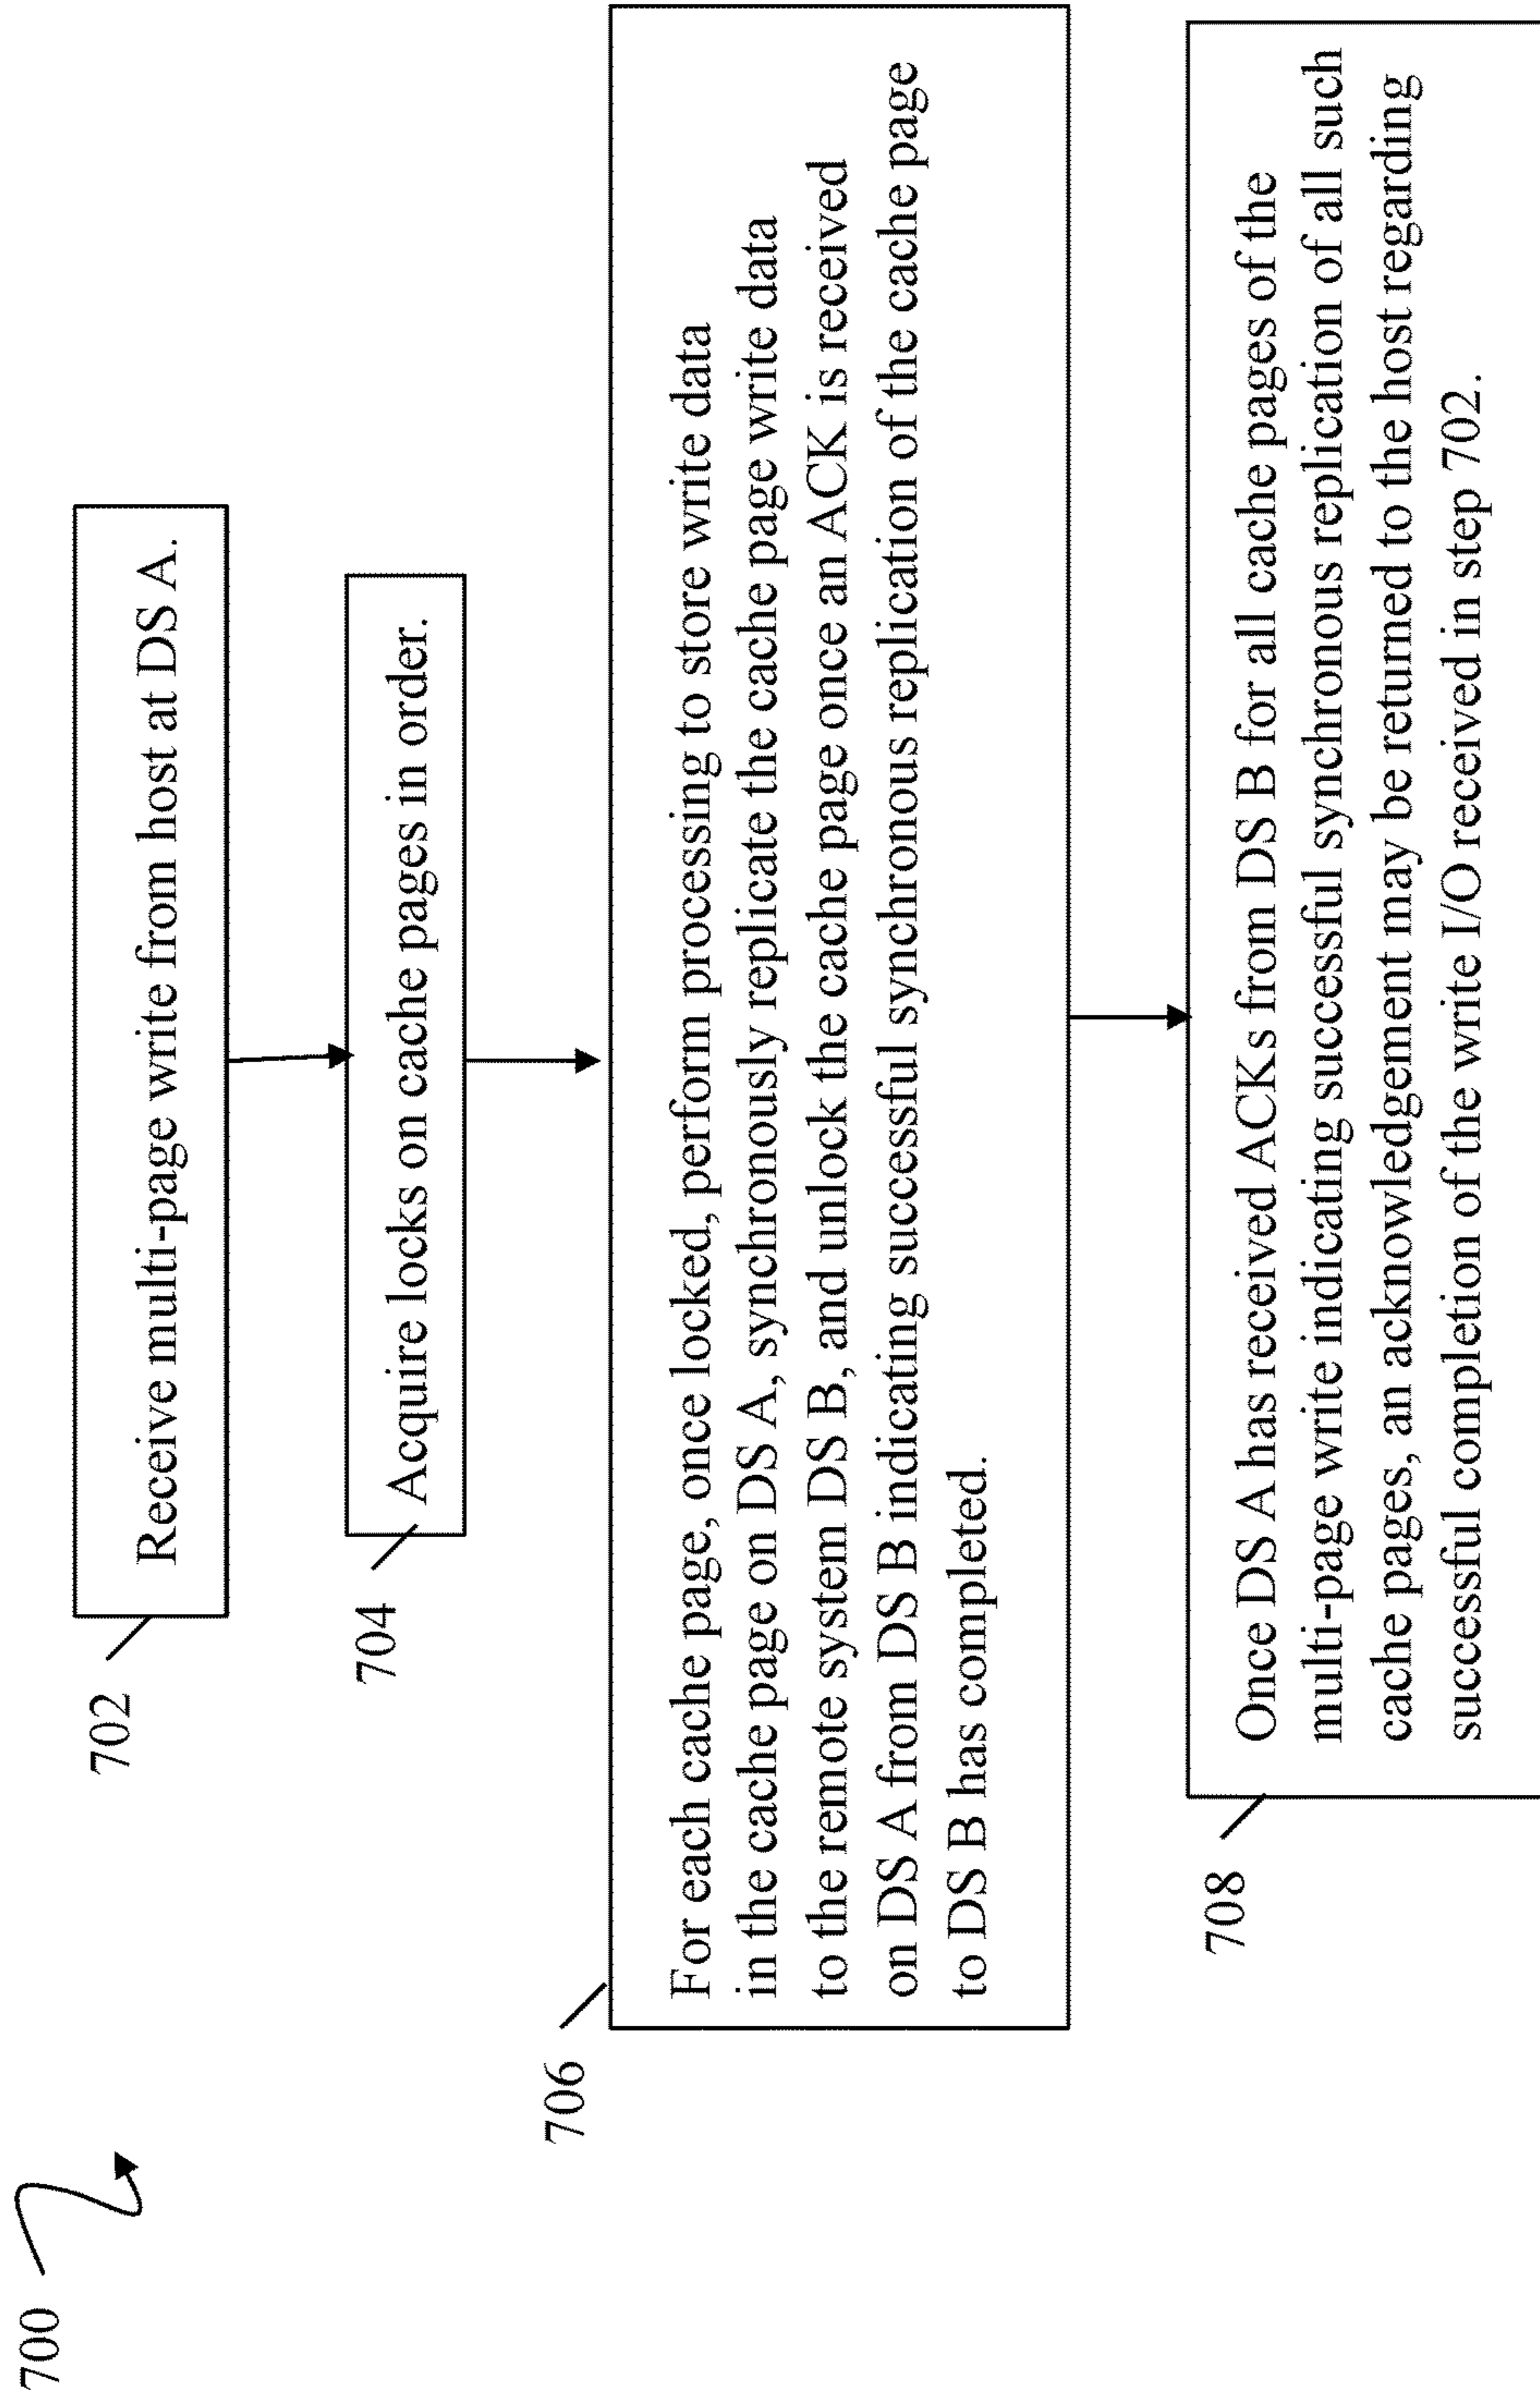 700
702
Receive multi-page write from host at DS A.
704
Acquire locks on cache pages in order.
706
For each cache page, once locked, perform processing to store write data
in the cache page on DS A, synchronously replicate the cache page write data
to the remote system DS B, and unlock the cache page once an ACK is received
on DS A from DS B indicating successful synchronous replication of the cache page
to DS B has completed.
708
Once DS A has received ACKs from DS B for all cache pages of the
multi-page write indicating successful synchronous replication of all such
cache pages, an acknowledgement may be returned to the host regarding
successful completion of the write I/O received in step 702.